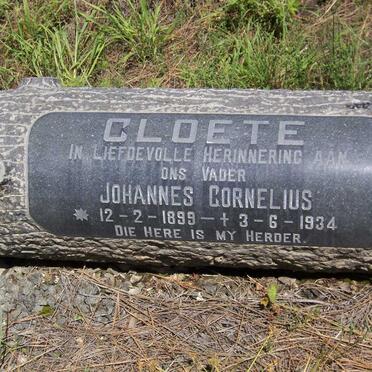 CLOETE
IN LIEFDEVOLLE HERINNERING AAN
ONS VADER
JOHANNES CORNELIUS
* 12-2-1899 – + 3-6-1934
DIE HERE IS MY HERDER.